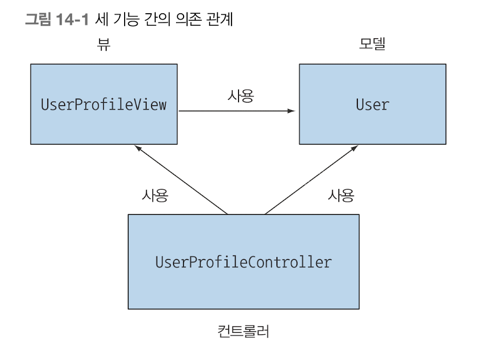 그림 14-1 세 기능 간의 의존 관계
뷰
모델
UserProfileView
사용
User
사용
사용
UserProfileController
컨트롤러